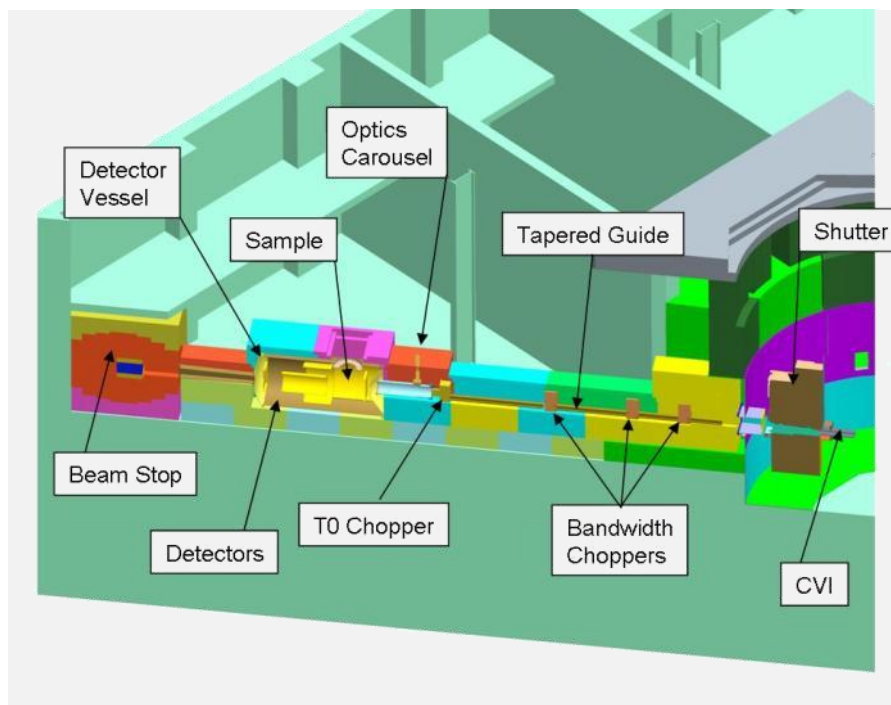 Optics
Carousel
Detector
Vessel
Sample
Tapered Guide
Shutter
Beam Stop
T0 Chopper
Detectors
Bandwidth
Choppers
CVI